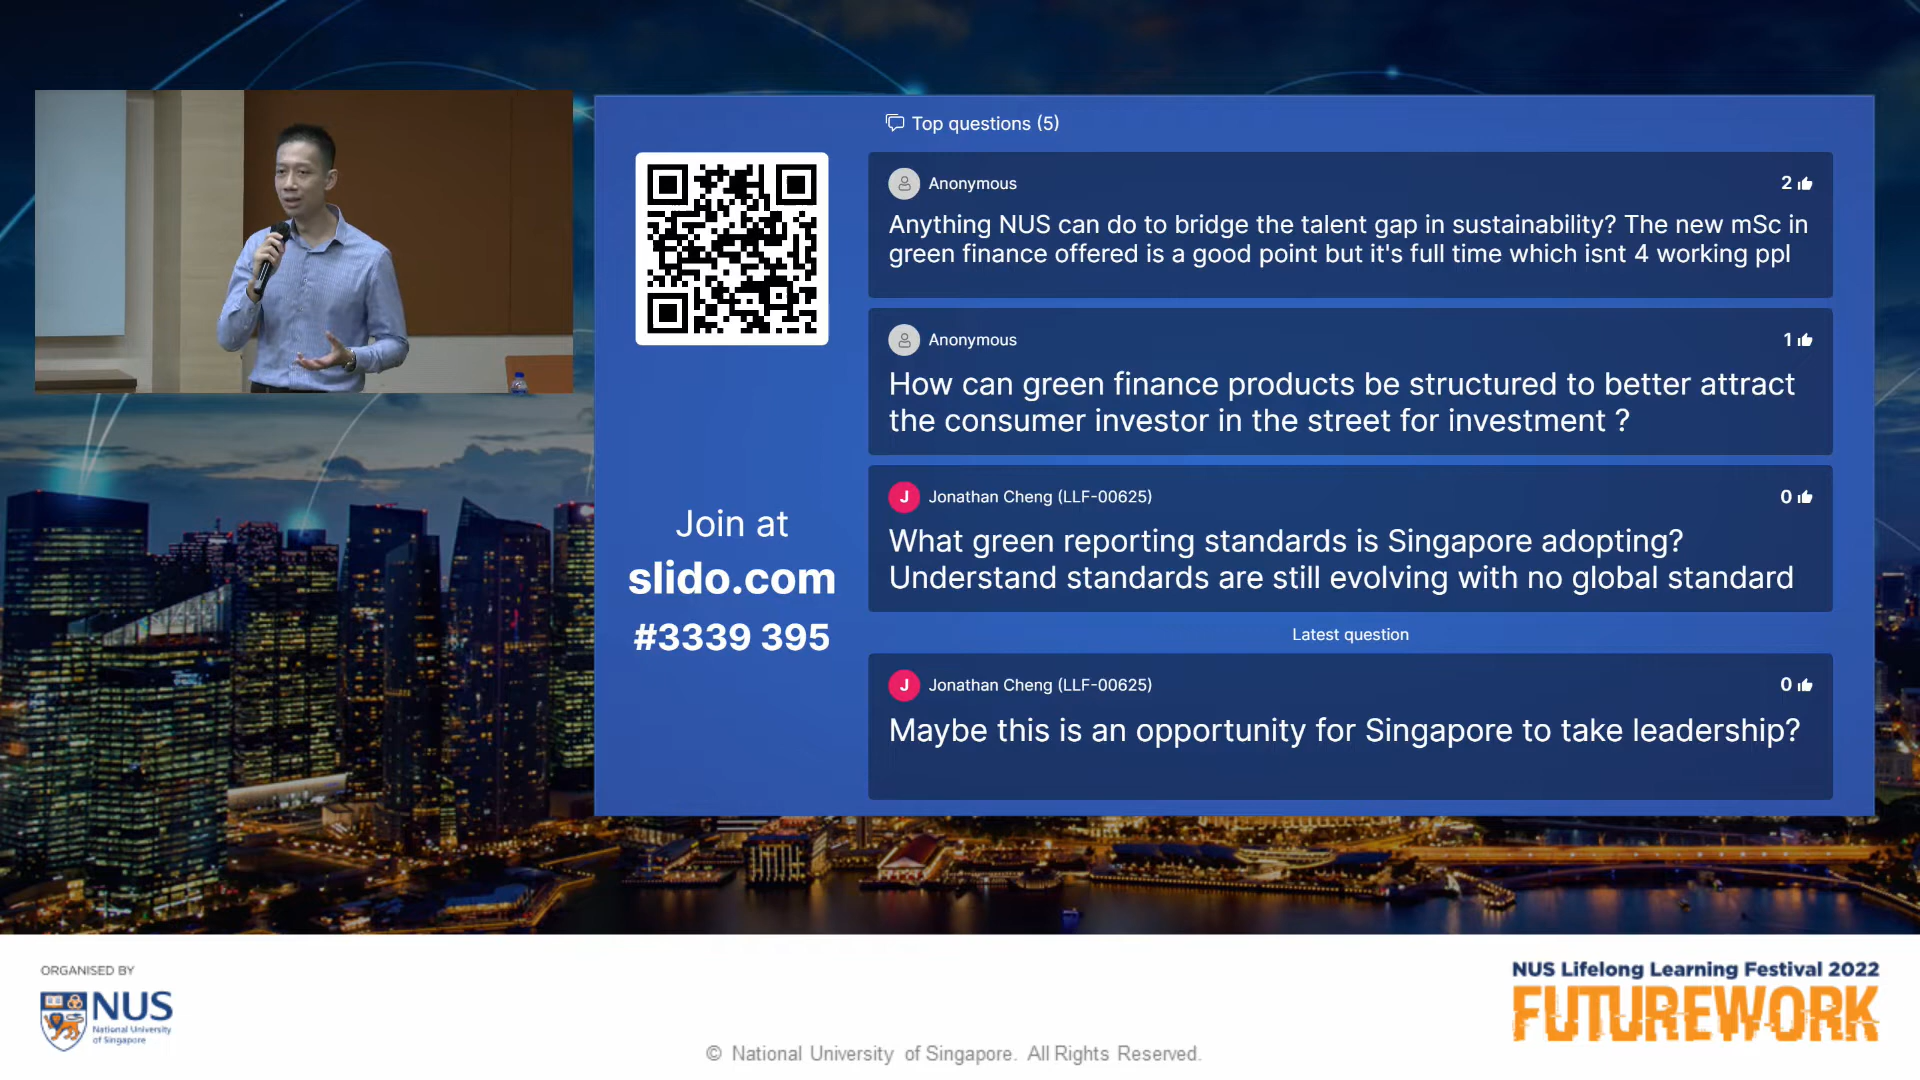 Top questions (5)
Anonymous
2
Anything NUS can do to bridge the talent gap in sustainability? The new mSc in
green finance offered is a good point but it's full time which isnt 4 working ppl
Anonymous
1
How can green finance products be structured to better attract
the consumer investor in the street for investment ?
J
Jonathan Cheng (LLF-00625)
0
What green reporting standards is Singapore adopting?
Understand standards are still evolving with no global standard
Latest question
J
Jonathan Cheng (LLF-00625)
0
Maybe this is an opportunity for Singapore to take leadership?
Join at
slido.com
#3339 395
ORGANISED BY
NUS
National University
of Singapore
NUS Lifelong Learning Festival 2022
FUTUREWORK
© National University of Singapore. All Rights Reserved.